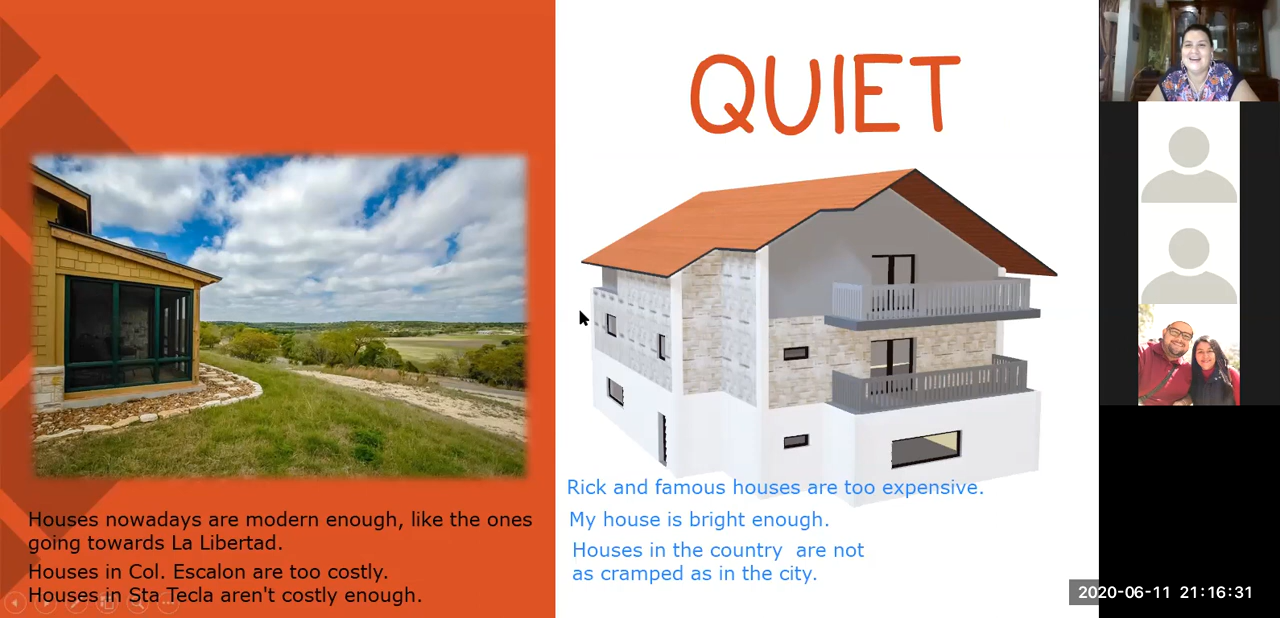 QUIET
Houses nowadays are modern enough, like the ones
going towards La Libertad.
Houses in Col. Escalon are too costly.
Houses in Sta Tecla aren't costly enough.
Rick and famous houses are too expensive.
My house is bright enough.
Houses in the country  are not
as cramped as in the city.
2020-06-11 21:16:31